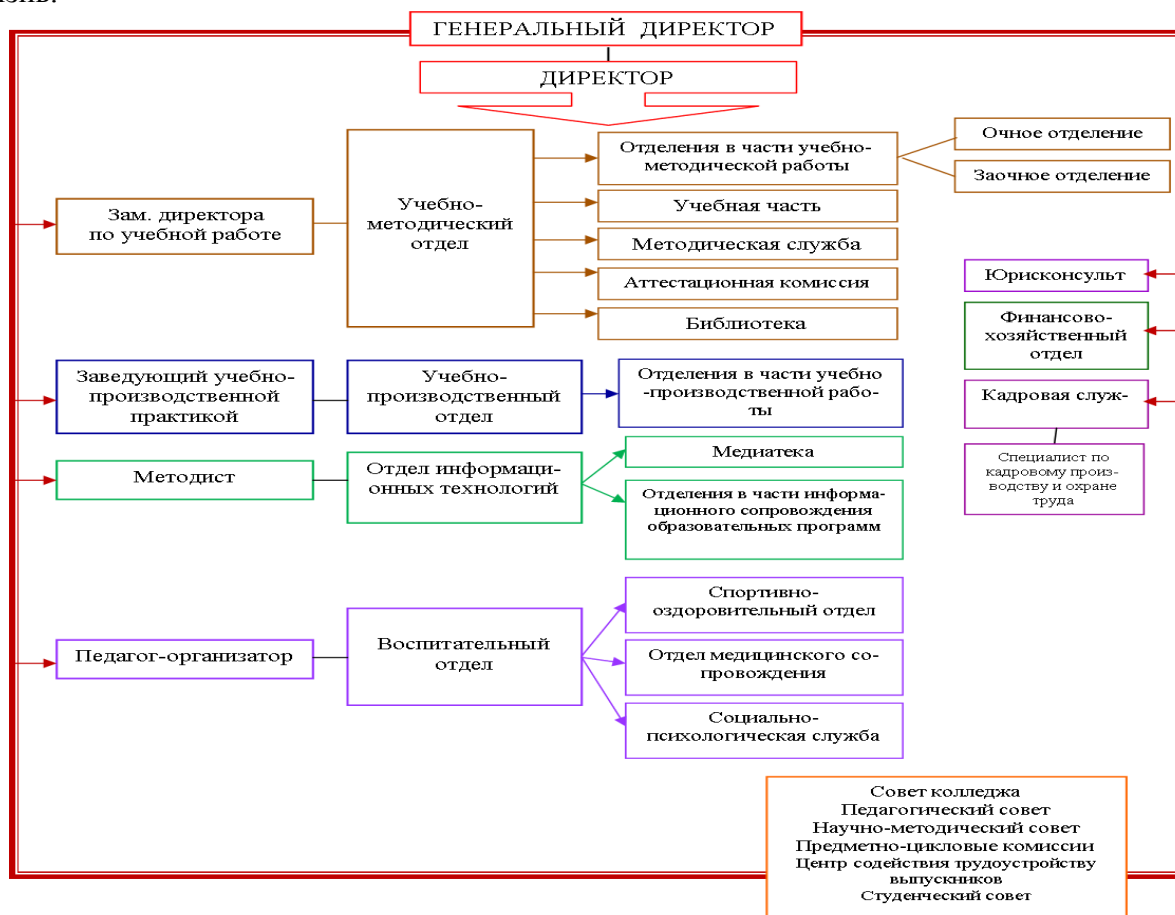 ГЕНЕРАЛЬНЫЙ ДИРЕКТОР
ДИРЕКТОР
Зам. директора
по учебной работе
Учебно-
методический
отдел
Отделения в части учебно-
методической работы
Очное отделение
Заочное отделение
Учебная часть
Методическая служба
Аттестационная комиссия
Библиотека
Юрисконсульт
Финансово-
хозяйственный
отдел
Кадровая служ-
Специалист по
кадровому произ-
водству и охране
труда
Заведующий учебно-
производственной
практикой
Учебно-
производственный
отдел
Отделения в части учебно
-производственной рабо-
ты
Методист
Отдел информаци-
онных технологий
Медиатека
Отделения в части информа-
ционного сопровождения
образовательных программ
Педагог-организатор
Воспитательный
отдел
Спортивно-
оздоровительный отдел
Отдел медицинского со-
провождения
Социально-
психологическая служба
Совет колледжа
Педагогический совет
Научно-методический совет
Предметно-цикловые комиссии
Центр содействия трудоустройству
выпускников
Студенческий совет